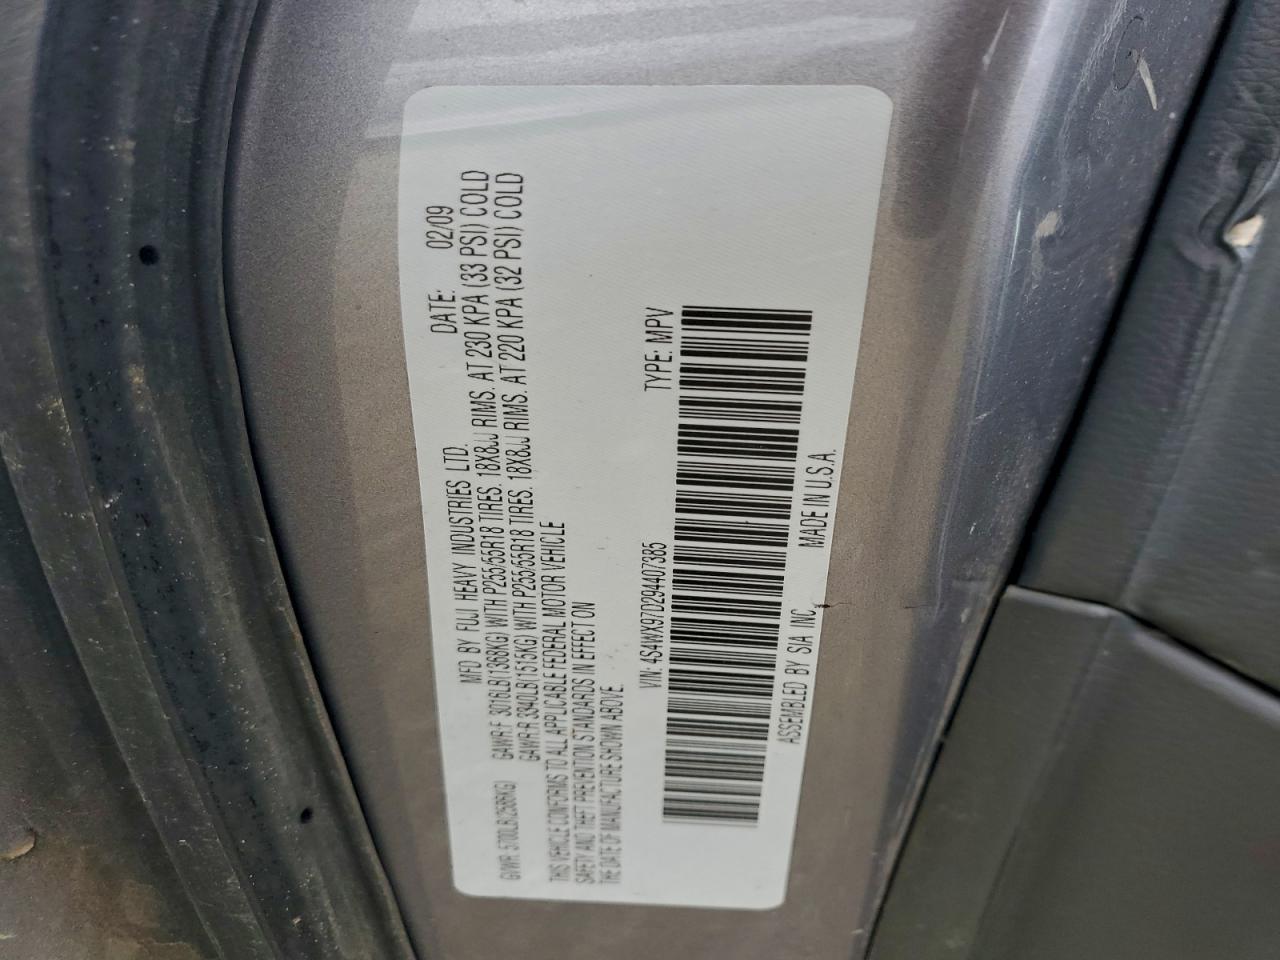 MFD BY FUJI HEAVY INDUSTRIES LTD. DATE: 02/09
GVWR 5700LB(2585KG) GAWR:F 3016LB(1368KG) WITH P255/55R18 TIRES. 18X8JJ RIMS. AT 230 KPA (33 PSI) COLD
GAWR:R 3340LB(1515KG) WITH P255/55R18 TIRES. 18X8JJ RIMS. AT 220 KPA (32 PSI) COLD
THIS VEHICLE CONFORMS TO ALL APPLICABLE FEDERAL MOTOR VEHICLE
SAFETY AND THEFT PREVENTION STANDARDS IN EFFECT ON
THE DATE OF MANUFACTURE SHOWN ABOVE.
VIN: 4S4WX97D294407385 TYPE: MPV
ASSEMBLED BY SIA INC. MADE IN U.S.A.